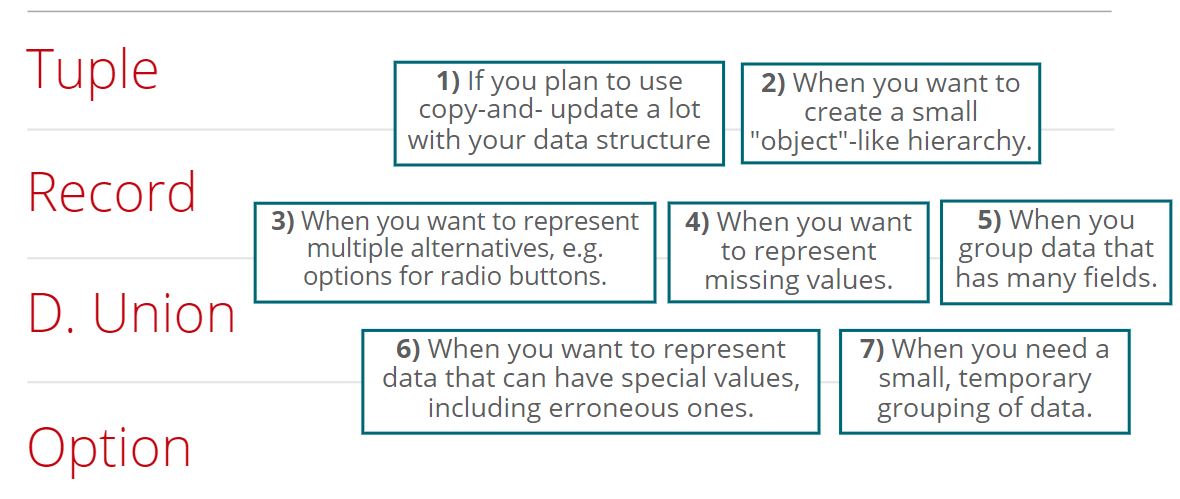 Tuple
1) If you plan to use
copy-and- update a lot
with your data structure
2) When you want to
create a small
"object"-like hierarchy.
Record
3) When you want to represent
multiple alternatives, e.g.
options for radio buttons.
4) When you want
to represent
missing values.
5) When you
group data that
has many fields.
D. Union
6) When you want to represent
data that can have special values,
including erroneous ones.
7) When you need a
small, temporary
grouping of data.
Option